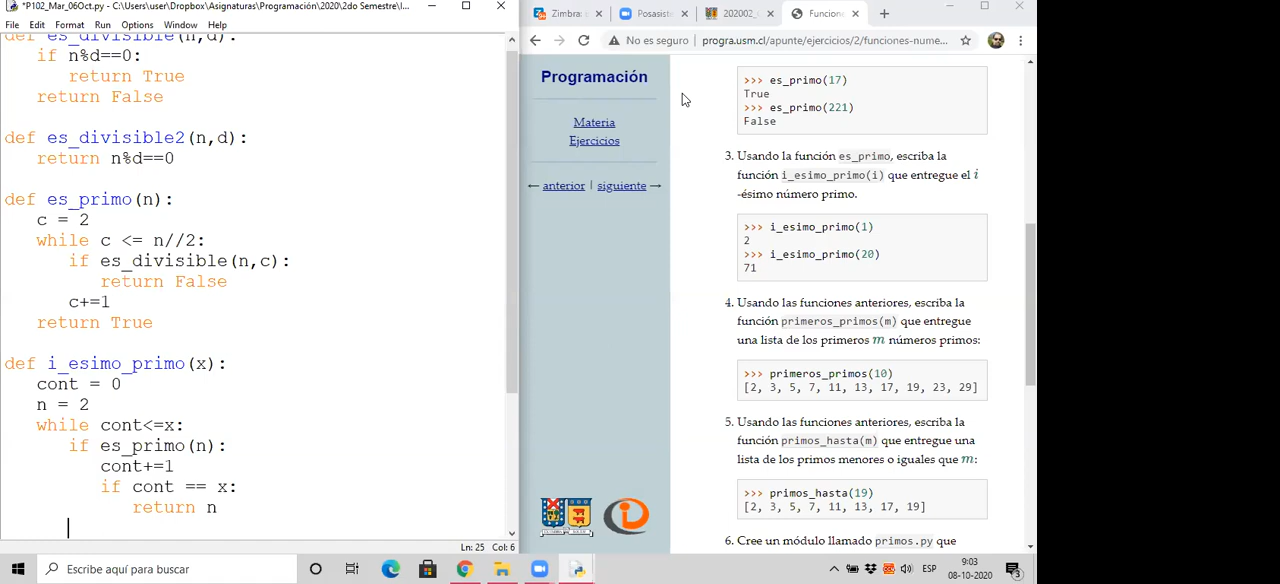 *P102_Mar_06Oct.py - C:\Users\user\Dropbox\Asignaturas\Programación\2020\2do Semestre\I...
File Edit Format Run Options Window Help
def es_divisible(n,d):
if n%d==0:
return True
return False
def es_divisible2(n,d):
return n%d==0
def es_primo(n):
c = 2
while c <= n//2:
if es_divisible(n,c):
return False
c+=1
return True
def i_esimo_primo(x):
cont = 0
n = 2
while cont<=x:
if es_primo(n):
cont+=1
if cont == x:
return n
Ln: 25 Col: 6
Zimbra:
Posasist
202002_
Funcione
No es seguro
progra.usm.cl/apunte/ejercicios/2/funciones-nume...
Programación
Materia
Ejercicios
← anterior | siguiente →
>>> es_primo(17)
True
>>> es_primo(221)
False
3. Usando la función es_primo, escriba la
función i_esimo_primo(i) que entregue el i
-ésimo número primo.
>>> i_esimo_primo(1)
2
>>> i_esimo_primo(20)
71
4. Usando las funciones anteriores, escriba la
función primeros_primos(m) que entregue
una lista de los primeros m números primos:
>>> primeros_primos(10)
[2, 3, 5, 7, 11, 13, 17, 19, 23, 29]
5. Usando las funciones anteriores, escriba la
función primos_hasta(m) que entregue una
lista de los primos menores o iguales que m:
>>> primos_hasta(19)
[2, 3, 5, 7, 11, 13, 17, 19]
6. Cree un módulo llamado primos.py que
Escribe aquí para buscar
ESP
9:03
08-10-2020
3